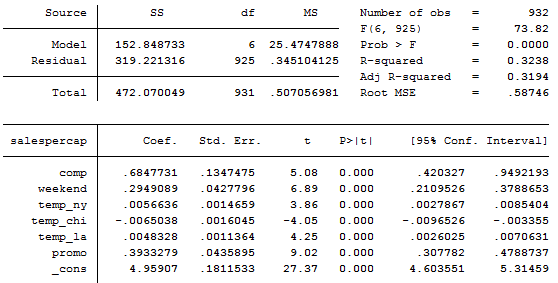 Source SS df MS Number of obs = 932
F(6, 925) = 73.82
Model 152.848733 6 25.4747888 Prob > F = 0.0000
Residual 319.221316 925 .345104125 R-squared = 0.3238
Adj R-squared = 0.3194
Total 472.070049 931 .507056981 Root MSE = .58746
salespercap Coef. Std. Err. t P>|t| [95% Conf. Interval]
comp .6847731 .1347475 5.08 0.000 .420327 .9492193
weekend .2949089 .0427796 6.89 0.000 .2109526 .3788653
temp_ny .0056636 .0014659 3.86 0.000 .0027867 .0085404
temp_chi -.0065038 .0016045 -4.05 0.000 -.0096526 -.003355
temp_la .0048328 .0011364 4.25 0.000 .0026025 .0070631
promo .3933279 .0435895 9.02 0.000 .307782 .4788737
_cons 4.95907 .1811533 27.37 0.000 4.603551 5.31459